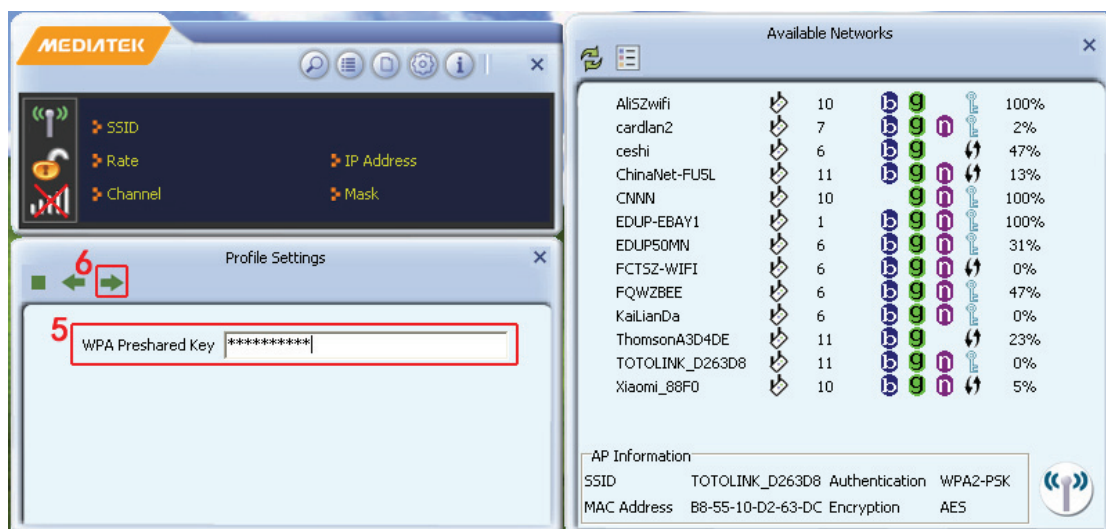 MEDIATEK
SSID
Rate IP Address
Channel Mask
Profile Settings
6
5 WPA Preshared Key **********
Available Networks
AliSZwifi 10 b g 100%
cardlan2 7 b g n 2%
ceshi 6 b g 47%
ChinaNet-FU5L 11 b g n 13%
CNNN 10 g n 100%
EDUP-EBAY1 1 b g n 100%
EDUP50MN 6 b g n 31%
FCTSZ-WIFI 6 b g n 0%
FQWZBEE 6 b g n 47%
KaiLianDa 6 b g n 0%
ThomsonA3D4DE 11 b g 23%
TOTOLINK_D263D8 11 b g n 0%
Xiaomi_88F0 10 b g n 5%
AP Information
SSID TOTOLINK_D263D8 Authentication WPA2-PSK
MAC Address B8-55-10-D2-63-DC Encryption AES